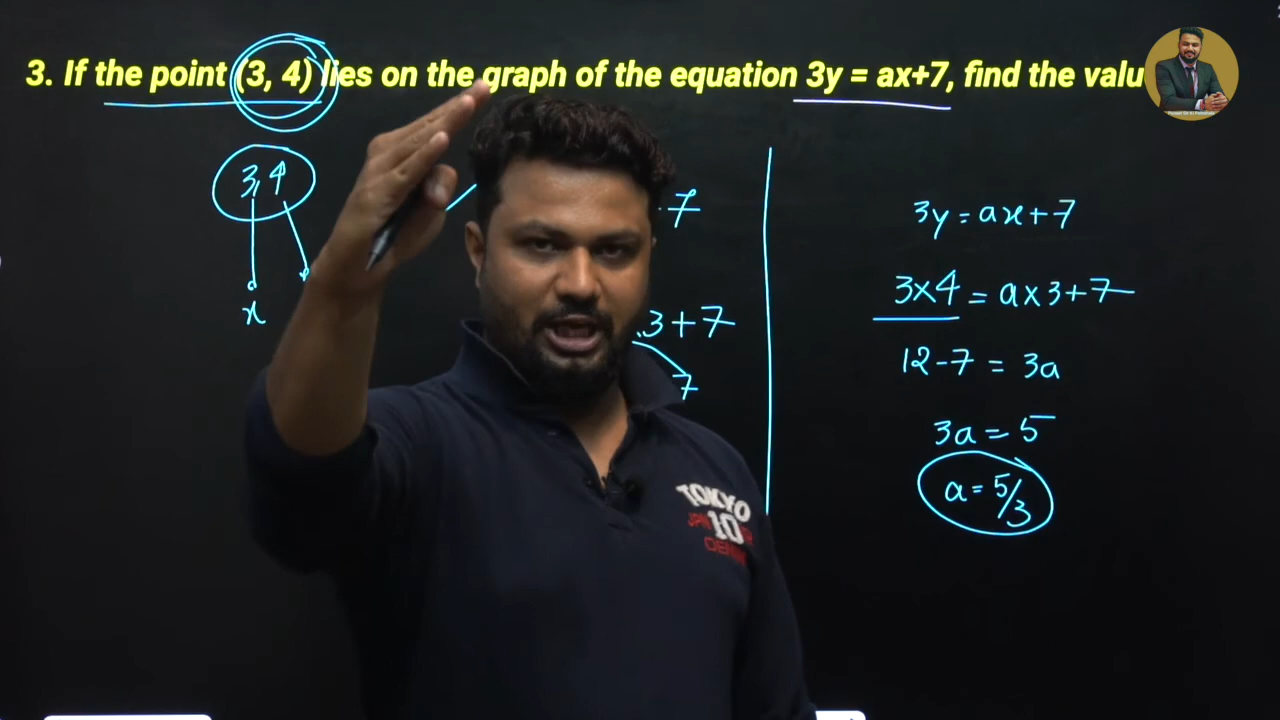 3. If the point (3, 4) lies on the graph of the equation 3y = ax+7, find the valu
3,4
x
7
.3+7
7
3y = ax+7
3×4 = a×3+7
12-7 = 3a
3a = 5
a = 5/3
TOKYO
10